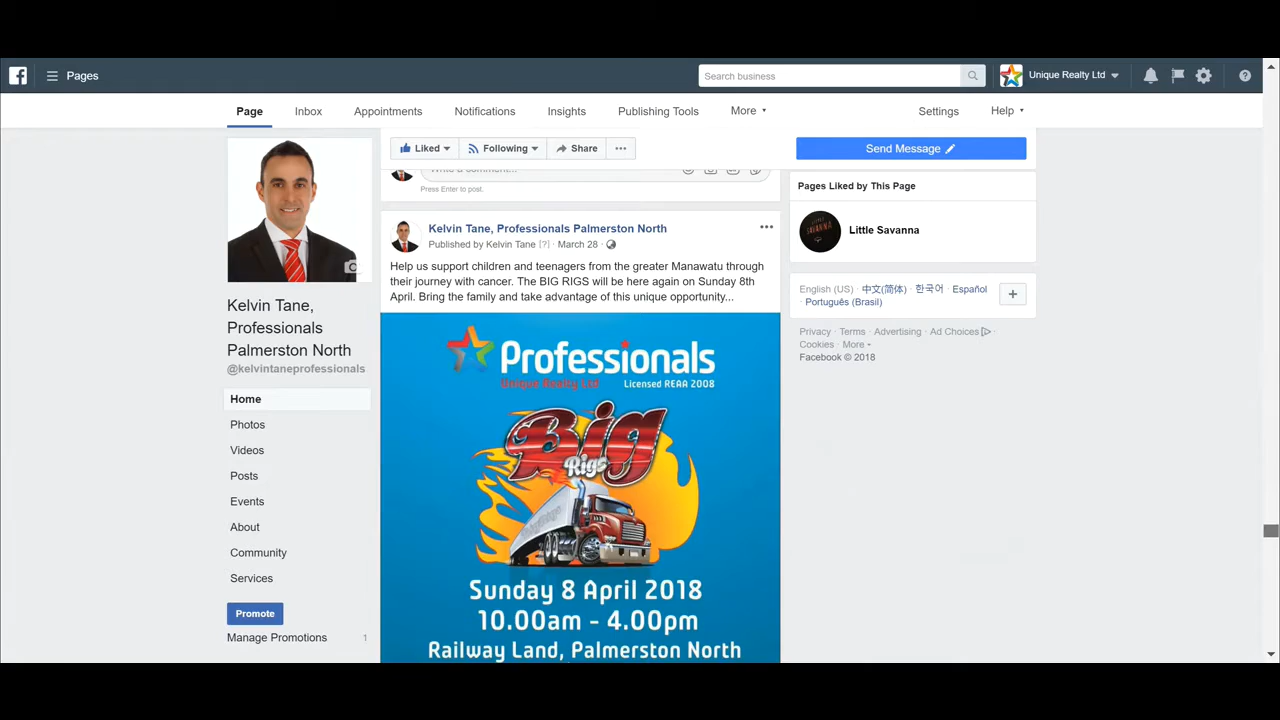 Pages
Search business
Unique Realty Ltd
Page
Inbox
Appointments
Notifications
Insights
Publishing Tools
More
Settings
Help
Liked
Following
Share
Send Message
Write a comment...
Press Enter to post.
Kelvin Tane,
Professionals
Palmerston North
@kelvintaneprofessionals
Home
Photos
Videos
Posts
Events
About
Community
Services
Promote
Manage Promotions 1
Kelvin Tane, Professionals Palmerston North
Published by Kelvin Tane [?] · March 28 ·
Help us support children and teenagers from the greater Manawatu through
their journey with cancer. The BIG RIGS will be here again on Sunday 8th
April. Bring the family and take advantage of this unique opportunity...
Professionals
Unique Realty Ltd Licensed REAA 2008
Big
Rigs
Sunday 8 April 2018
10.00am - 4.00pm
Railway Land, Palmerston North
Pages Liked by This Page
Little Savanna
English (US) · 中文(简体) · 한국어 · Español
· Português (Brasil)
Privacy · Terms · Advertising · Ad Choices ·
Cookies · More
Facebook © 2018